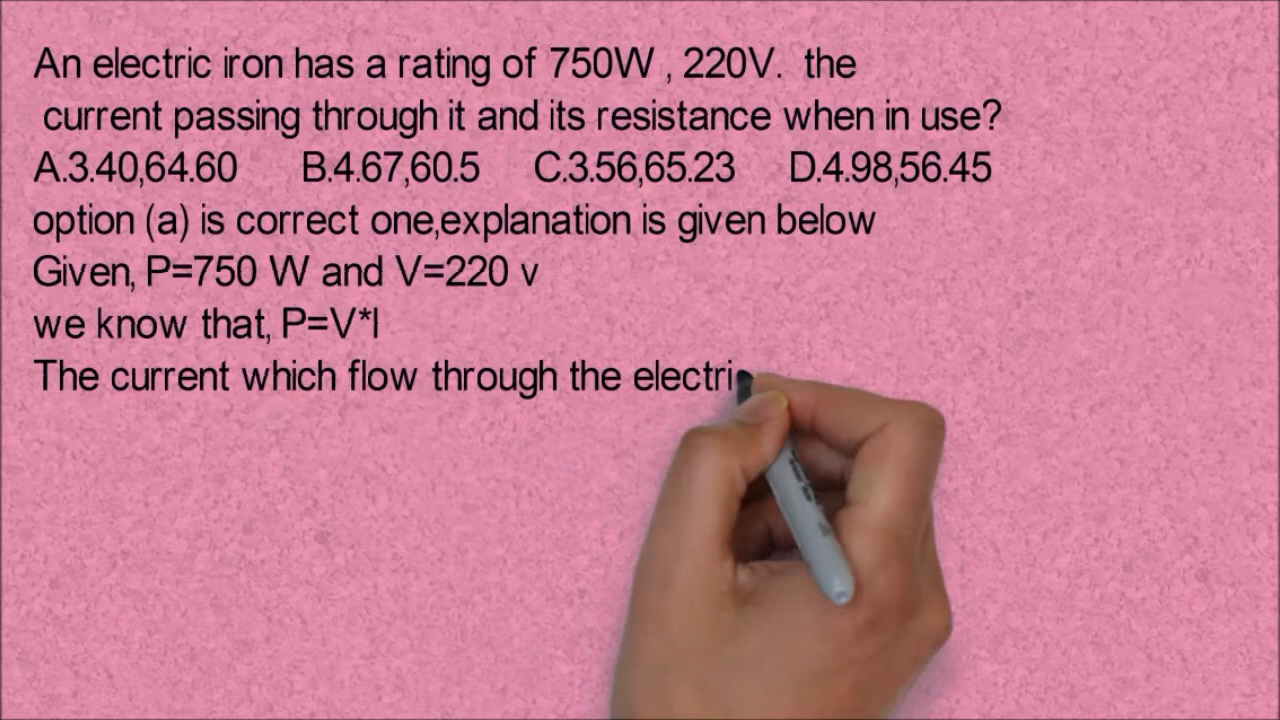 An electric iron has a rating of 750W , 220V.  the
current passing through it and its resistance when in use?
A.3.40,64.60      B.4.67,60.5     C.3.56,65.23     D.4.98,56.45
option (a) is correct one,explanation is given below
Given, P=750 W and V=220 v
we know that, P=V*I
The current which flow through the electri